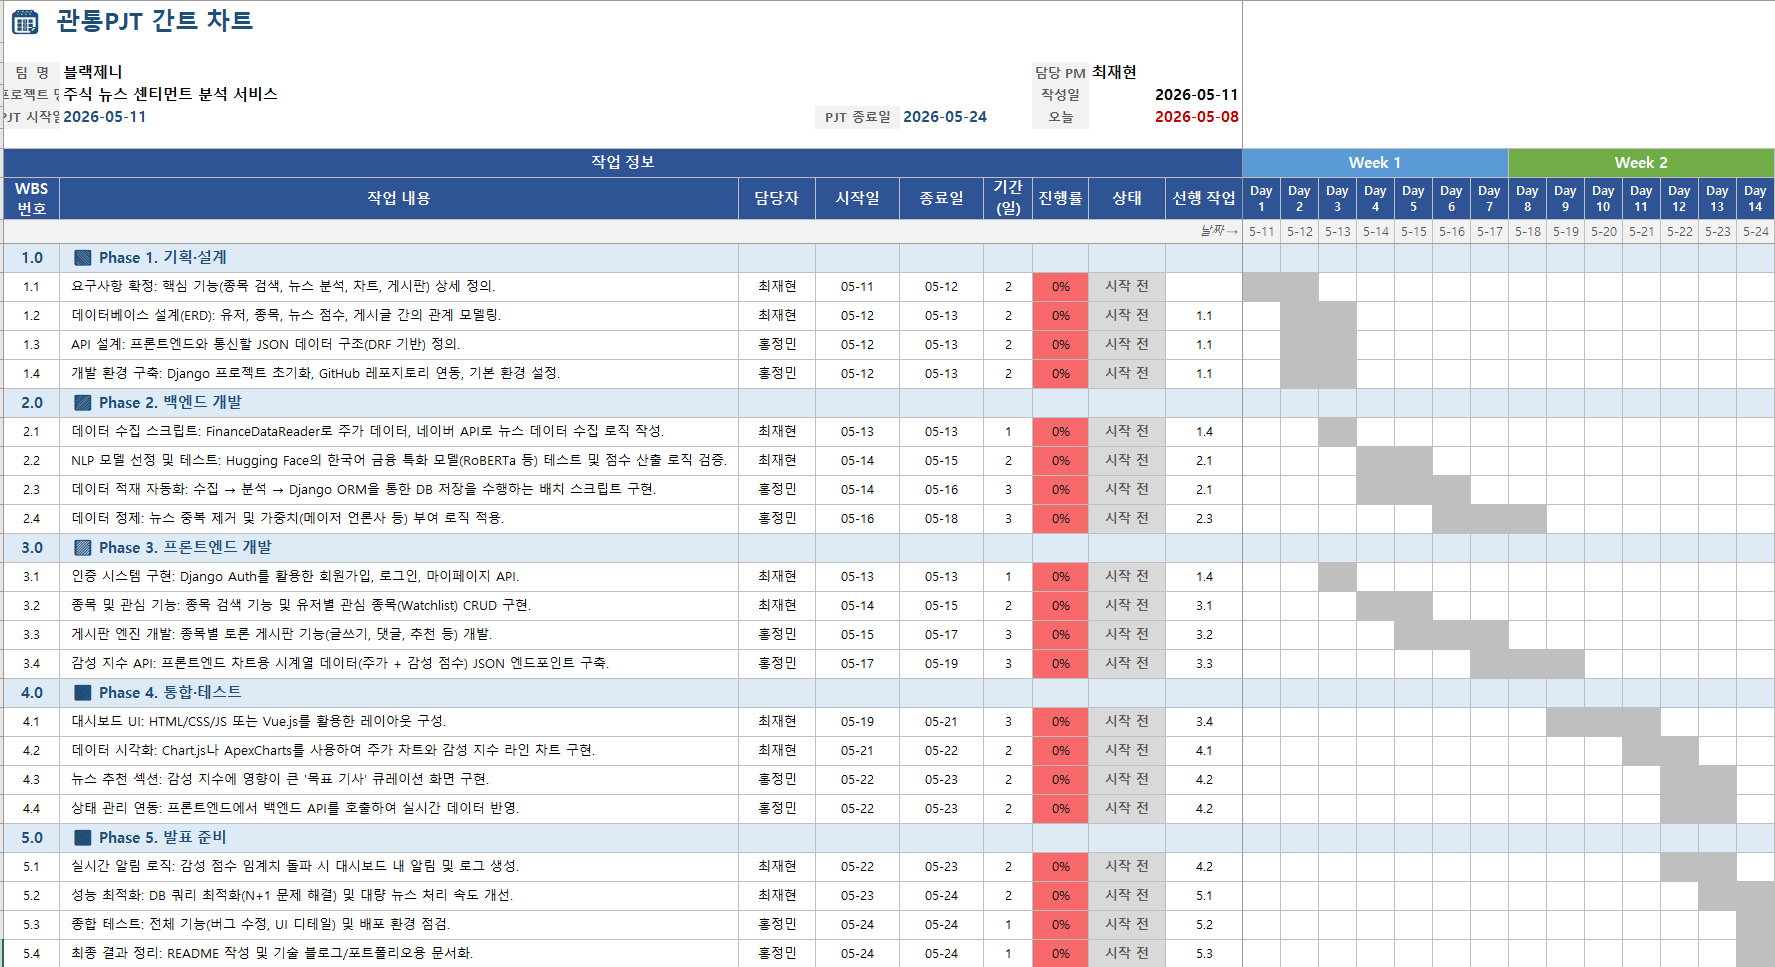 관통PJT 간트 차트
팀 명 블랙제니 담당 PM 최재현
프로젝트 주식 뉴스 센티먼트 분석 서비스 작성일 2026-05-11
PJT 시작일 2026-05-11 PJT 종료일 2026-05-24 오늘 2026-05-08
작업 정보 Week 1 Week 2
WBS 번호 작업 내용 담당자 시작일 종료일 기간 (일) 진행률 상태 선행 작업 Day 1 Day 2 Day 3 Day 4 Day 5 Day 6 Day 7 Day 8 Day 9 Day 10 Day 11 Day 12 Day 13 Day 14
날짜→ 5-11 5-12 5-13 5-14 5-15 5-16 5-17 5-18 5-19 5-20 5-21 5-22 5-23 5-24
1.0 Phase 1. 기획·설계
1.1 요구사항 확정: 핵심 기능(종목 검색, 뉴스 분석, 차트, 게시판) 상세 정의. 최재현 05-11 05-12 2 0% 시작 전
1.2 데이터베이스 설계(ERD): 유저, 종목, 뉴스 점수, 게시글 간의 관계 모델링. 최재현 05-12 05-13 2 0% 시작 전 1.1
1.3 API 설계: 프론트엔드와 통신할 JSON 데이터 구조(DRF 기반) 정의. 홍정민 05-12 05-13 2 0% 시작 전 1.1
1.4 개발 환경 구축: Django 프로젝트 초기화, GitHub 레포지토리 연동, 기본 환경 설정. 홍정민 05-12 05-13 2 0% 시작 전 1.1
2.0 Phase 2. 백엔드 개발
2.1 데이터 수집 스크립트: FinanceDataReader로 주가 데이터, 네이버 API로 뉴스 데이터 수집 로직 작성. 최재현 05-13 05-13 1 0% 시작 전 1.4
2.2 NLP 모델 선정 및 테스트: Hugging Face의 한국어 금융 특화 모델(RoBERTa 등) 테스트 및 점수 산출 로직 검증. 최재현 05-14 05-15 2 0% 시작 전 2.1
2.3 데이터 적재 자동화: 수집 → 분석 → Django ORM을 통한 DB 저장을 수행하는 배치 스크립트 구현. 홍정민 05-14 05-16 3 0% 시작 전 2.1
2.4 데이터 정제: 뉴스 중복 제거 및 가중치(메이저 언론사 등) 부여 로직 적용. 홍정민 05-16 05-18 3 0% 시작 전 2.3
3.0 Phase 3. 프론트엔드 개발
3.1 인증 시스템 구현: Django Auth를 활용한 회원가입, 로그인, 마이페이지 API. 최재현 05-13 05-13 1 0% 시작 전 1.4
3.2 종목 및 관심 기능: 종목 검색 기능 및 유저별 관심 종목(Watchlist) CRUD 구현. 최재현 05-14 05-15 2 0% 시작 전 3.1
3.3 게시판 엔진 개발: 종목별 토론 게시판 기능(글쓰기, 댓글, 추천 등) 개발. 홍정민 05-15 05-17 3 0% 시작 전 3.2
3.4 감성 지수 API: 프론트엔드 차트용 시계열 데이터(주가 + 감성 점수) JSON 엔드포인트 구축. 홍정민 05-17 05-19 3 0% 시작 전 3.3
4.0 Phase 4. 통합·테스트
4.1 대시보드 UI: HTML/CSS/JS 또는 Vue.js를 활용한 레이아웃 구성. 최재현 05-19 05-21 3 0% 시작 전 3.4
4.2 데이터 시각화: Chart.js나 ApexCharts를 사용하여 주가 차트와 감성 지수 라인 차트 구현. 최재현 05-21 05-22 2 0% 시작 전 4.1
4.3 뉴스 추천 섹션: 감성 지수에 영향이 큰 '목표 기사' 큐레이션 화면 구현. 홍정민 05-22 05-23 2 0% 시작 전 4.2
4.4 상태 관리 연동: 프론트엔드에서 백엔드 API를 호출하여 실시간 데이터 반영. 홍정민 05-22 05-23 2 0% 시작 전 4.2
5.0 Phase 5. 발표 준비
5.1 실시간 알림 로직: 감성 점수 임계치 돌파 시 대시보드 내 알림 및 로그 생성. 최재현 05-22 05-23 2 0% 시작 전 4.2
5.2 성능 최적화: DB 쿼리 최적화(N+1 문제 해결) 및 대량 뉴스 처리 속도 개선. 최재현 05-23 05-24 2 0% 시작 전 5.1
5.3 종합 테스트: 전체 기능(버그 수정, UI 디테일) 및 배포 환경 점검. 홍정민 05-24 05-24 1 0% 시작 전 5.2
5.4 최종 결과 정리: README 작성 및 기술 블로그/포트폴리오용 문서화. 홍정민 05-24 05-24 1 0% 시작 전 5.3